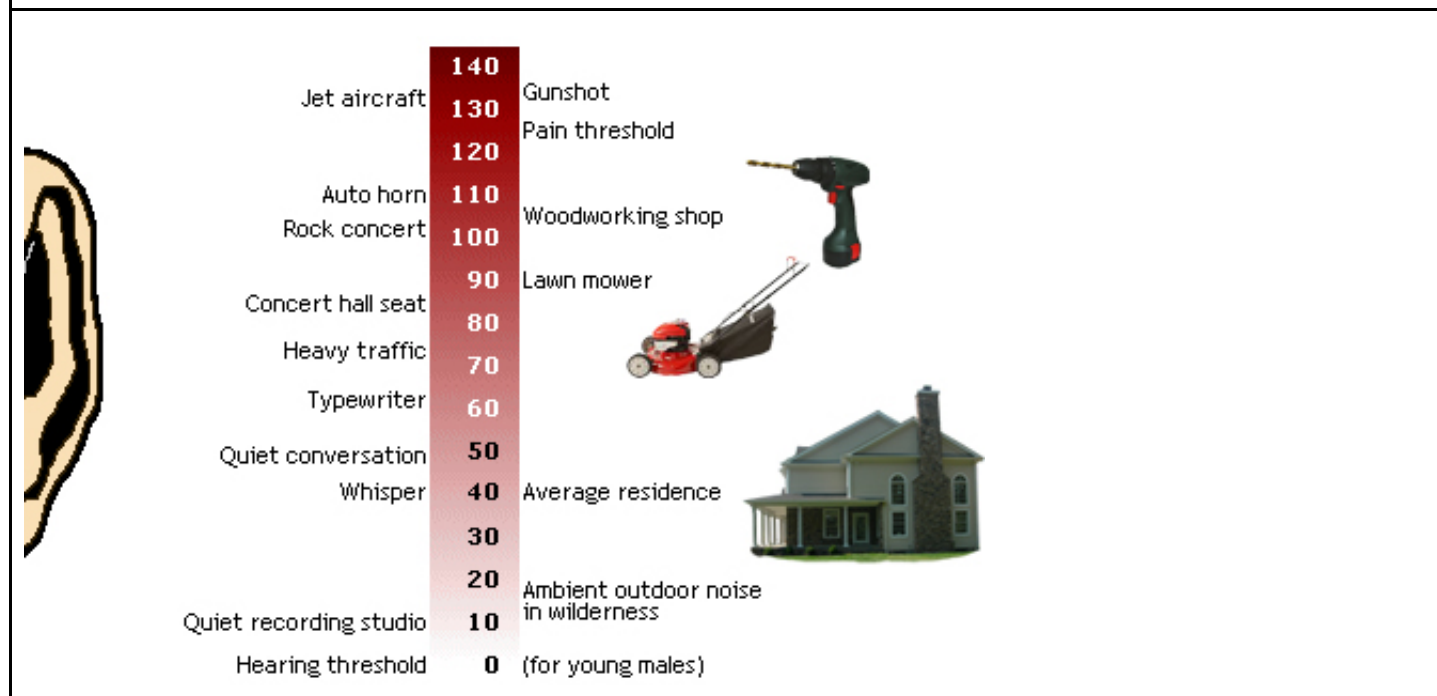 140
Jet aircraft
Gunshot
130
Pain threshold
120
Auto horn
110
Woodworking shop
Rock concert
100
90
Lawn mower
Concert hall seat
80
Heavy traffic
70
Typewriter
60
Quiet conversation
50
Whisper
40
Average residence
30
20
Ambient outdoor noise
in wilderness
Quiet recording studio
10
Hearing threshold
0
(for young males)